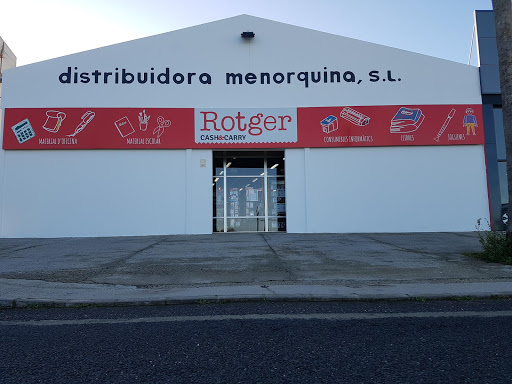 distribuidora menorquina, s.l.
Rotger
CASH&CARRY
MATERIAL D'OFICINA
MATERIAL ESCOLAR
CONSUMIBLES INFORMÀTICS
LLIBRES
JOGUINES